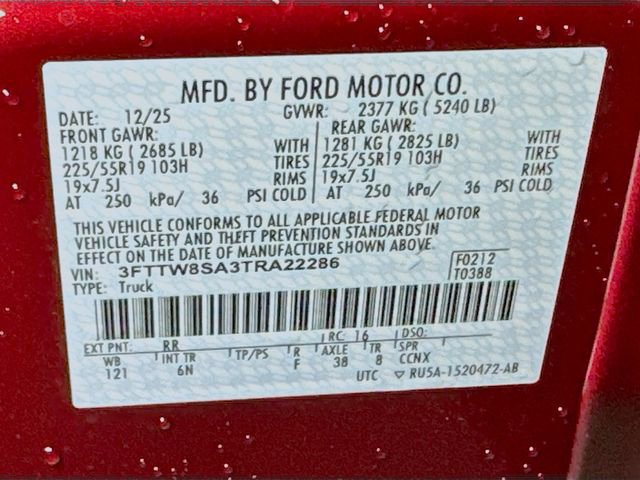 MFD. BY FORD MOTOR CO.
DATE: 12/25 GVWR: 2377 KG ( 5240 LB)
FRONT GAWR: REAR GAWR:
1218 KG ( 2685 LB) WITH 1281 KG ( 2825 LB) WITH
225/55R19 103H TIRES 225/55R19 103H TIRES
19x7.5J RIMS 19x7.5J RIMS
AT 250 kPa/ 36 PSI COLD AT 250 kPa/ 36 PSI COLD
THIS VEHICLE CONFORMS TO ALL APPLICABLE FEDERAL MOTOR
VEHICLE SAFETY AND THEFT PREVENTION STANDARDS IN
EFFECT ON THE DATE OF MANUFACTURE SHOWN ABOVE.
VIN: 3FTTW8SA3TRA22286 F0212
TYPE: Truck T0388
EXT PNT: RR RC: 16 DSO:
WB INT TR TP/PS R AXLE TR SPR
121 6N F 38 8 CCNX
UTC ▽ RU5A-1520472-AB